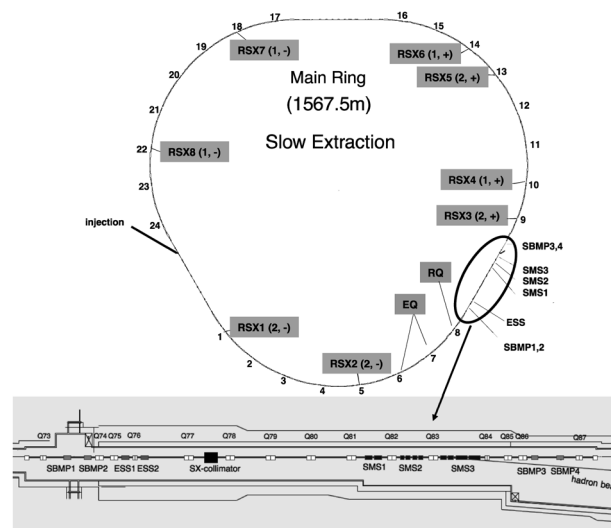 17
16
18
15
RSX7 (1, -)
RSX6 (1, +)
14
19
Main Ring
RSX5 (2, +)
13
20
(1567.5m)
12
21
Slow Extraction
22
RSX8 (1, -)
11
23
RSX4 (1, +)
10
24
RSX3 (2, +)
9
injection
SBMP3,4
RQ
SMS3
SMS2
SMS1
EQ
ESS
1
RSX1 (2, -)
8
SBMP1,2
2
7
3
RSX2 (2, -)
6
4
5
Q73 Q74 Q75 Q76 Q77 Q78 Q79 Q80 Q81 Q82 Q83 Q84 Q85 Q86 Q87
SBMP1 SBMP2 ESS1 ESS2 SX-collimator SMS1 SMS2 SMS3 SBMP3 SBMP4
hadron bea